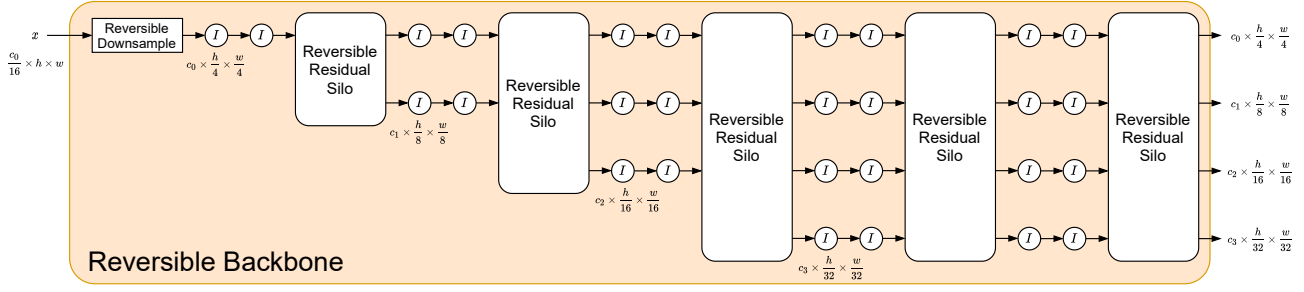 x
Reversible
Downsample
c₀/16 × h × w
I I
c₀ × h/4 × w/4
Reversible
Residual
Silo
I I
I I
c₁ × h/8 × w/8
Reversible
Residual
Silo
I I
I I
I I
c₂ × h/16 × w/16
Reversible
Residual
Silo
I I
I I
I I
I I
c₃ × h/32 × w/32
Reversible
Residual
Silo
I I
I I
I I
I I
Reversible
Residual
Silo
c₀ × h/4 × w/4
c₁ × h/8 × w/8
c₂ × h/16 × w/16
c₃ × h/32 × w/32
Reversible Backbone